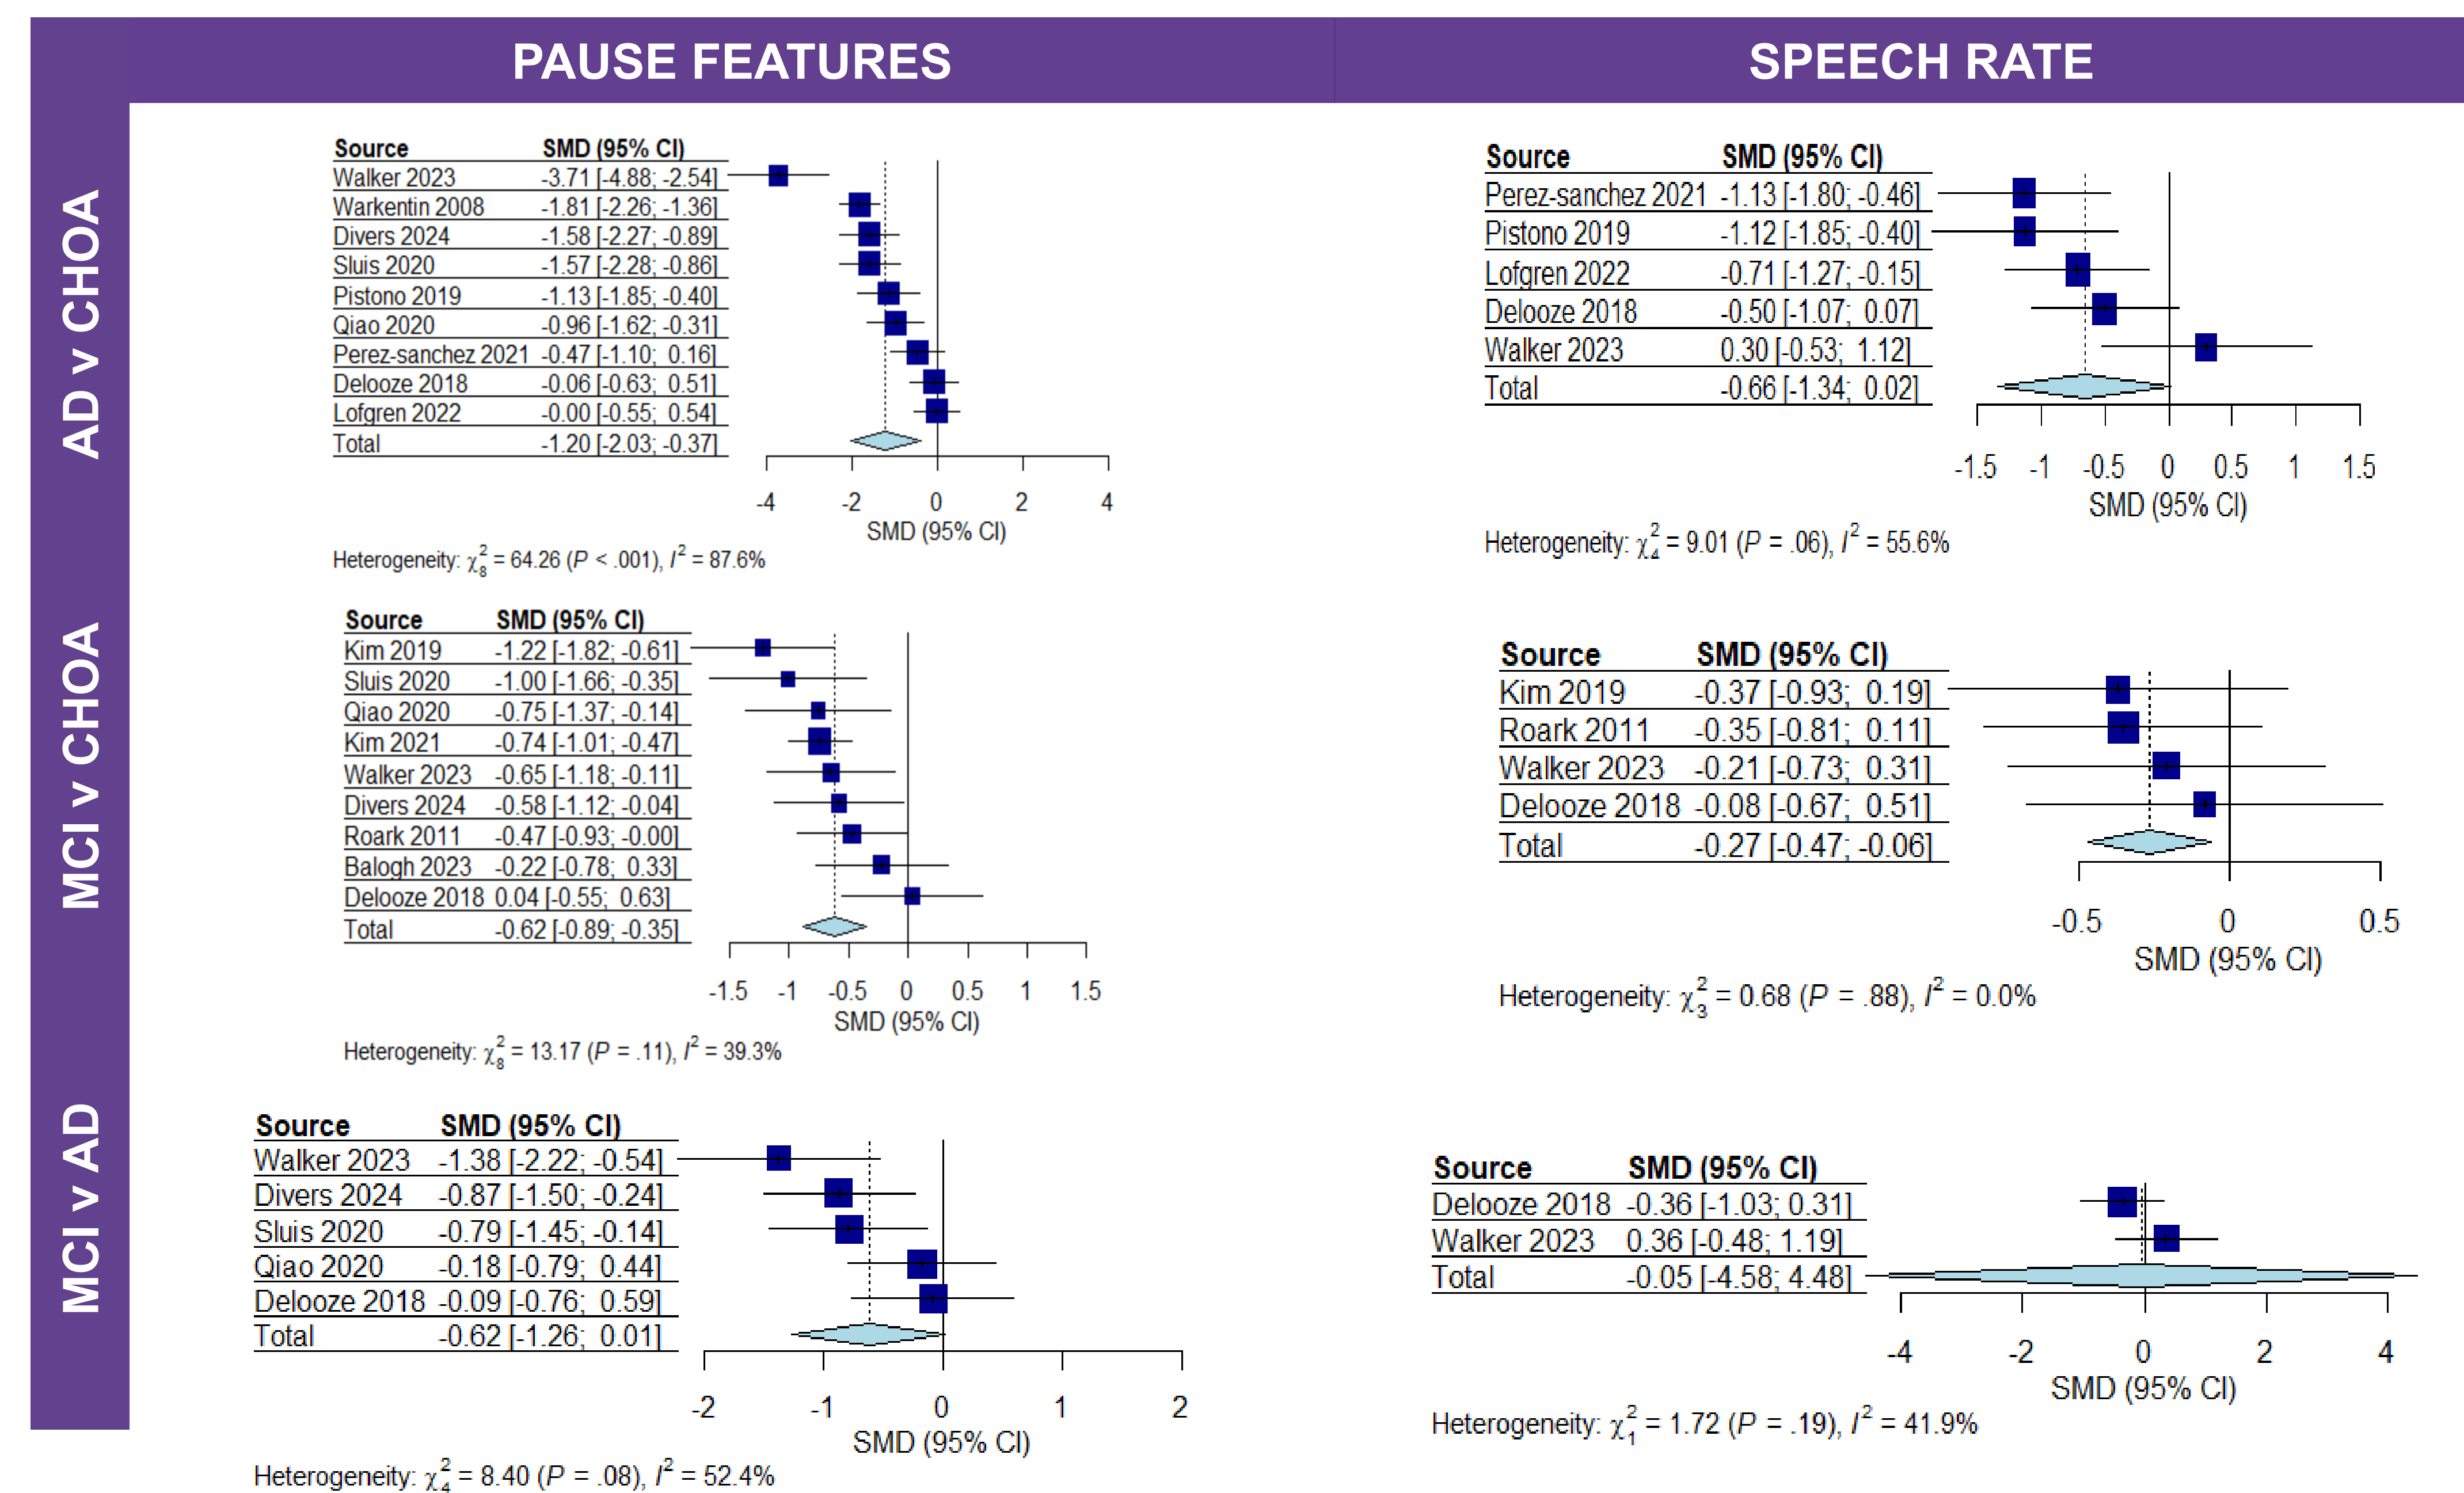 PAUSE FEATURES
SPEECH RATE
AD v CHOA
Source SMD (95% CI)
Walker 2023 -3.71 [-4.88; -2.54]
Warkentin 2008 -1.81 [-2.26; -1.36]
Divers 2024 -1.58 [-2.27; -0.89]
Sluis 2020 -1.57 [-2.28; -0.86]
Pistono 2019 -1.13 [-1.85; -0.40]
Qiao 2020 -0.96 [-1.62; -0.31]
Perez-sanchez 2021 -0.47 [-1.10; 0.16]
Delooze 2018 -0.06 [-0.63; 0.51]
Lofgren 2022 -0.00 [-0.55; 0.54]
Total -1.20 [-2.03; -0.37]
-4 -2 0 2 4
SMD (95% CI)
Heterogeneity: χ²₈ = 64.26 (P < .001), I² = 87.6%
Source SMD (95% CI)
Perez-sanchez 2021 -1.13 [-1.80; -0.46]
Pistono 2019 -1.12 [-1.85; -0.40]
Lofgren 2022 -0.71 [-1.27; -0.15]
Delooze 2018 -0.50 [-1.07; 0.07]
Walker 2023 0.30 [-0.53; 1.12]
Total -0.66 [-1.34; 0.02]
-1.5 -1 -0.5 0 0.5 1 1.5
SMD (95% CI)
Heterogeneity: χ²₄ = 9.01 (P = .06), I² = 55.6%
MCI v CHOA
Source SMD (95% CI)
Kim 2019 -1.22 [-1.82; -0.61]
Sluis 2020 -1.00 [-1.66; -0.35]
Qiao 2020 -0.75 [-1.37; -0.14]
Kim 2021 -0.74 [-1.01; -0.47]
Walker 2023 -0.65 [-1.18; -0.11]
Divers 2024 -0.58 [-1.12; -0.04]
Roark 2011 -0.47 [-0.93; -0.00]
Balogh 2023 -0.22 [-0.78; 0.33]
Delooze 2018 0.04 [-0.55; 0.63]
Total -0.62 [-0.89; -0.35]
-1.5 -1 -0.5 0 0.5 1 1.5
SMD (95% CI)
Heterogeneity: χ²₈ = 13.17 (P = .11), I² = 39.3%
Source SMD (95% CI)
Kim 2019 -0.37 [-0.93; 0.19]
Roark 2011 -0.35 [-0.81; 0.11]
Walker 2023 -0.21 [-0.73; 0.31]
Delooze 2018 -0.08 [-0.67; 0.51]
Total -0.27 [-0.47; -0.06]
-0.5 0 0.5
SMD (95% CI)
Heterogeneity: χ²₃ = 0.68 (P = .88), I² = 0.0%
MCI v AD
Source SMD (95% CI)
Walker 2023 -1.38 [-2.22; -0.54]
Divers 2024 -0.87 [-1.50; -0.24]
Sluis 2020 -0.79 [-1.45; -0.14]
Qiao 2020 -0.18 [-0.79; 0.44]
Delooze 2018 -0.09 [-0.76; 0.59]
Total -0.62 [-1.26; 0.01]
-2 -1 0 1 2
SMD (95% CI)
Heterogeneity: χ²₄ = 8.40 (P = .08), I² = 52.4%
Source SMD (95% CI)
Delooze 2018 -0.36 [-1.03; 0.31]
Walker 2023 0.36 [-0.48; 1.19]
Total -0.05 [-4.58; 4.48]
-4 -2 0 2 4
SMD (95% CI)
Heterogeneity: χ²₁ = 1.72 (P = .19), I² = 41.9%